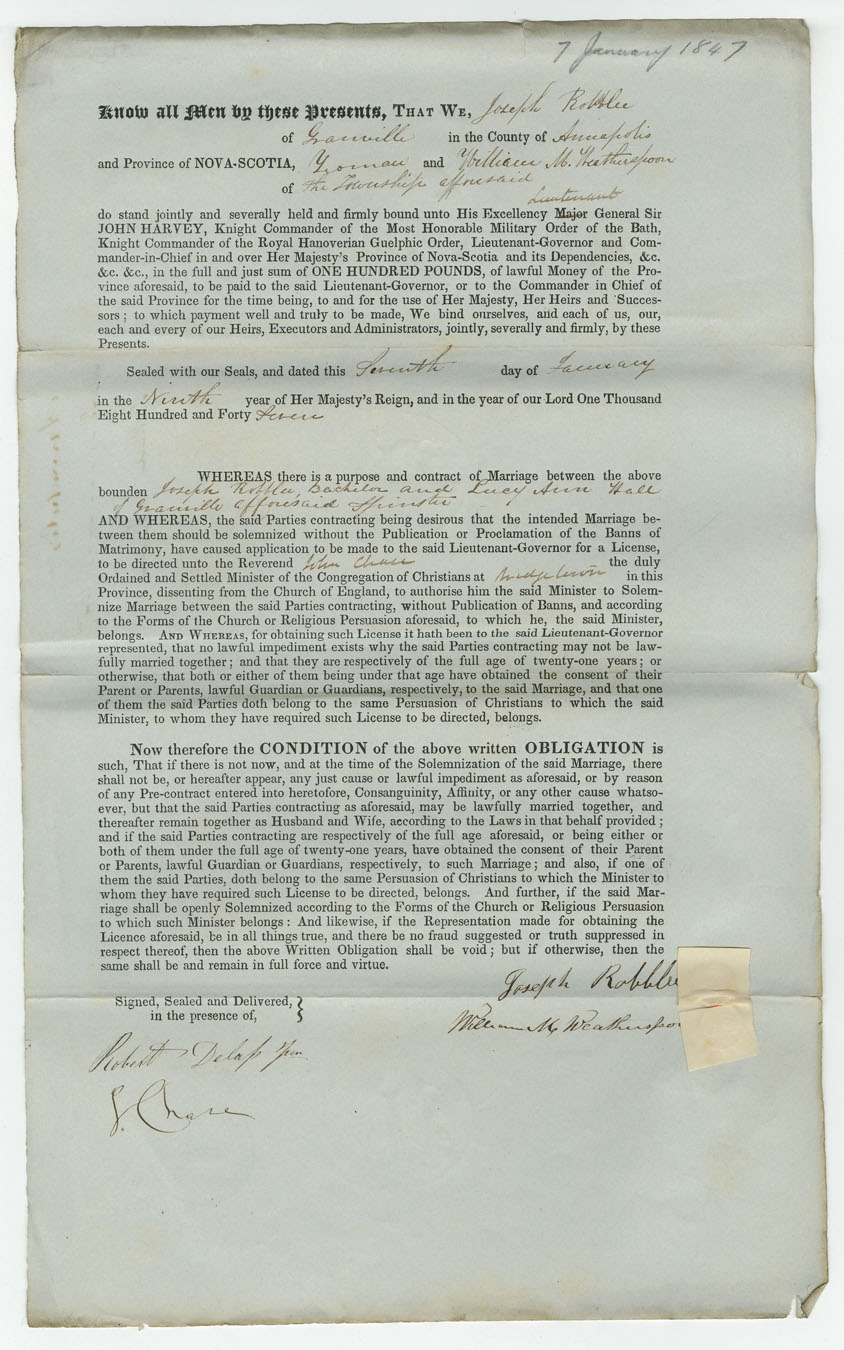 7 January 1847
Know all Men by these Presents, THAT WE, Joseph Robblee
of Granville in the County of Annapolis
and Province of NOVA-SCOTIA, Yeoman and William M. Weatherspoon
of the Township afforesaid
Lieutenant
do stand jointly and severally held and firmly bound unto His Excellency Major General Sir
JOHN HARVEY, Knight Commander of the Most Honorable Military Order of the Bath,
Knight Commander of the Royal Hanoverian Guelphic Order, Lieutenant-Governor and Com-
mander-in-Chief in and over Her Majesty's Province of Nova-Scotia and its Dependencies, &c.
&c. &c., in the full and just sum of ONE HUNDRED POUNDS, of lawful Money of the Pro-
vince aforesaid, to be paid to the said Lieutenant-Governor, or to the Commander in Chief of
the said Province for the time being, to and for the use of Her Majesty, Her Heirs and Succes-
sors; to which payment well and truly to be made, We bind ourselves, and each of us, our,
each and every of our Heirs, Executors and Administrators, jointly, severally and firmly, by these
Presents.
Sealed with our Seals, and dated this Seventh day of January
in the Ninth year of Her Majesty's Reign, and in the year of our Lord One Thousand
Eight Hundred and Forty Seven
WHEREAS there is a purpose and contract of Marriage between the above
bounden Joseph Robblee, Bachelor and Lucy Ann Hall
of Granville afforesaid Spinster
AND WHEREAS, the said Parties contracting being desirous that the intended Marriage be-
tween them should be solemnized without the Publication or Proclamation of the Banns of
Matrimony, have caused application to be made to the said Lieutenant-Governor for a License,
to be directed unto the Reverend John Chase the duly
Ordained and Settled Minister of the Congregation of Christians at Bridgetown in this
Province, dissenting from the Church of England, to authorise him the said Minister to Solem-
nize Marriage between the said Parties contracting, without Publication of Banns, and according
to the Forms of the Church or Religious Persuasion aforesaid, to which he, the said Minister,
belongs. AND WHEREAS, for obtaining such License it hath been to the said Lieutenant-Governor
represented, that no lawful impediment exists why the said Parties contracting may not be law-
fully married together; and that they are respectively of the full age of twenty-one years; or
otherwise, that both or either of them being under that age have obtained the consent of their
Parent or Parents, lawful Guardian or Guardians, respectively, to the said Marriage, and that one
of them the said Parties doth belong to the same Persuasion of Christians to which the said
Minister, to whom they have required such License to be directed, belongs.
Now therefore the CONDITION of the above written OBLIGATION is
such, That if there is not now, and at the time of the Solemnization of the said Marriage, there
shall not be, or hereafter appear, any just cause or lawful impediment as aforesaid, or by reason
of any Pre-contract entered into heretofore, Consanguinity, Affinity, or any other cause whatso-
ever, but that the said Parties contracting as aforesaid, may be lawfully married together, and
thereafter remain together as Husband and Wife, according to the Laws in that behalf provided;
and if the said Parties contracting are respectively of the full age aforesaid, or being either or
both of them under the full age of twenty-one years, have obtained the consent of their Parent
or Parents, lawful Guardian or Guardians, respectively, to such Marriage; and also, if one of
them the said Parties, doth belong to the same Persuasion of Christians to which the Minister to
whom they have required such License to be directed, belongs. And further, if the said Mar-
riage shall be openly Solemnized according to the Forms of the Church or Religious Persuasion
to which such Minister belongs: And likewise, if the Representation made for obtaining the
Licence aforesaid, be in all things true, and there be no fraud suggested or truth suppressed in
respect thereof, then the above Written Obligation shall be void; but if otherwise, then the
same shall be and remain in full force and virtue.
Joseph Robblee
Signed, Sealed and Delivered,
in the presence of,
William M. Weatherspoon
Robert Delap Jun
J. Chase